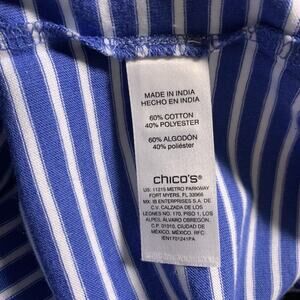 MADE IN INDIA
HECHO EN INDIA
60% COTTON
40% POLYESTER
60% ALGODÓN
40% poliéster
chico's®
US: 11215 METRO PARKWAY
FORT MYERS, FL 33966
MX: IB ENTERPRISES S.A. DE
C.V. CALZADA DE LOS
LEONES NO. 170, PISO 1, LOS
ALPES, ÁLVARO OBREGÓN,
C.P. 01010, CIUDAD DE
MÉXICO, MÉXICO. RFC:
IEN1701241PA